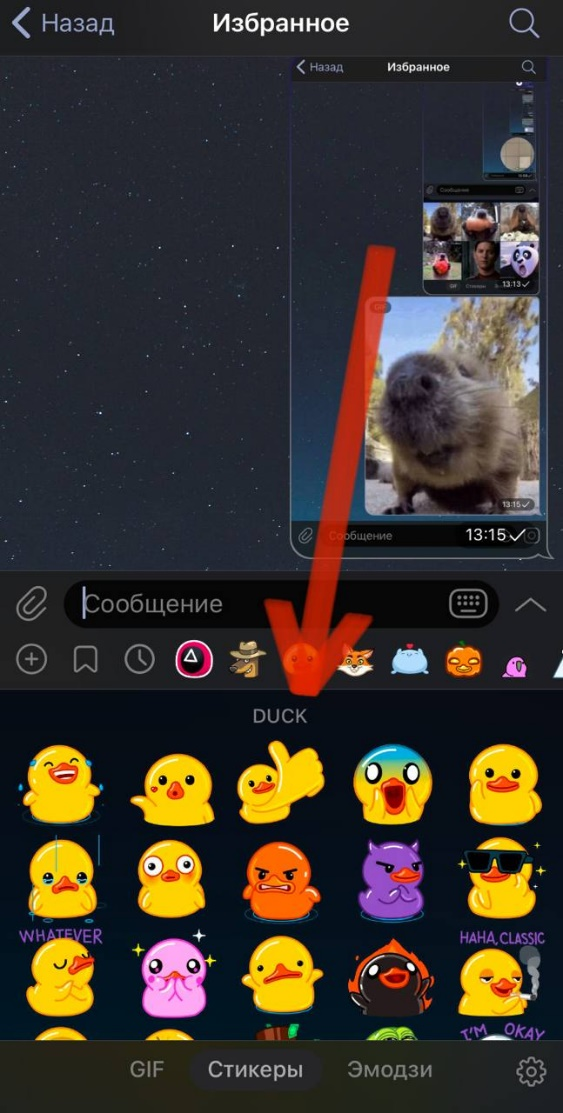 Назад
Избранное
Назад
Избранное
Сообщение
13:13
13:15
Сообщение
13:15
Сообщение
DUCK
WHATEVER
HAHA, CLASSIC
I'M OKAY
GIF
Стикеры
Эмодзи